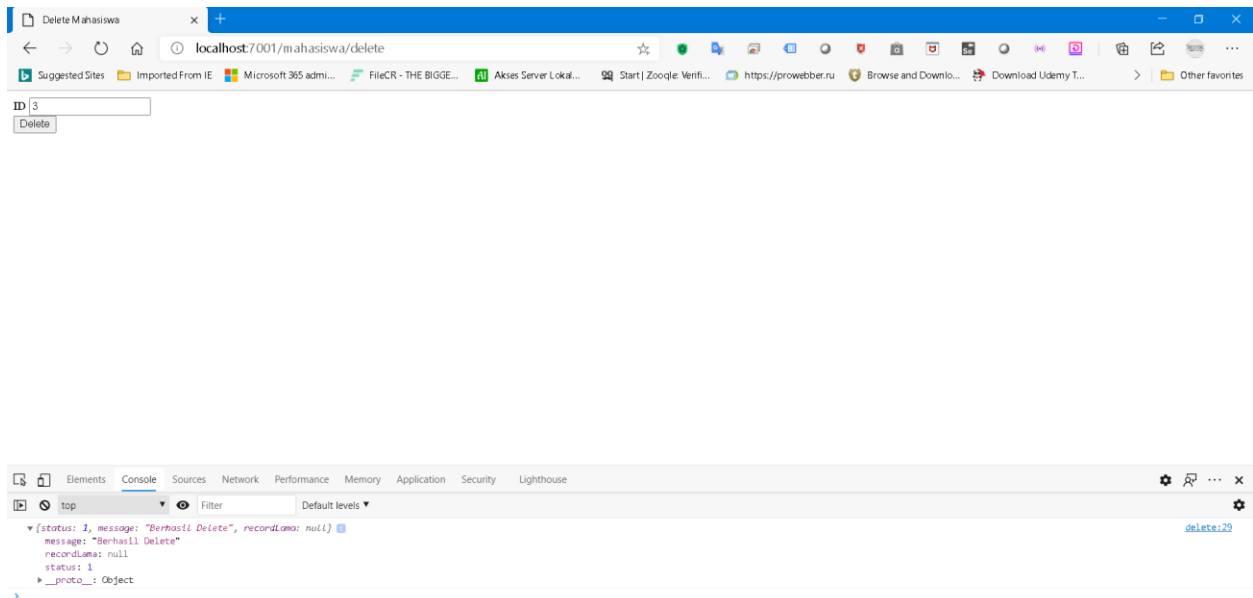 Delete Mahasiswa
localhost:7001/mahasiswa/delete
Suggested Sites Imported From IE Microsoft 365 admi... FileCR - THE BIGGE... Akses Server Lokal... Start | Zooqle: Verifi... https://prowebber.ru Browse and Downlo... Download Udemy T... Other favorites
ID 3
Delete
Elements Console Sources Network Performance Memory Application Security Lighthouse
top Filter Default levels
{status: 1, message: "Berhasil Delete", recordLama: null} delete:29
message: "Berhasil Delete"
recordLama: null
status: 1
__proto__: Object